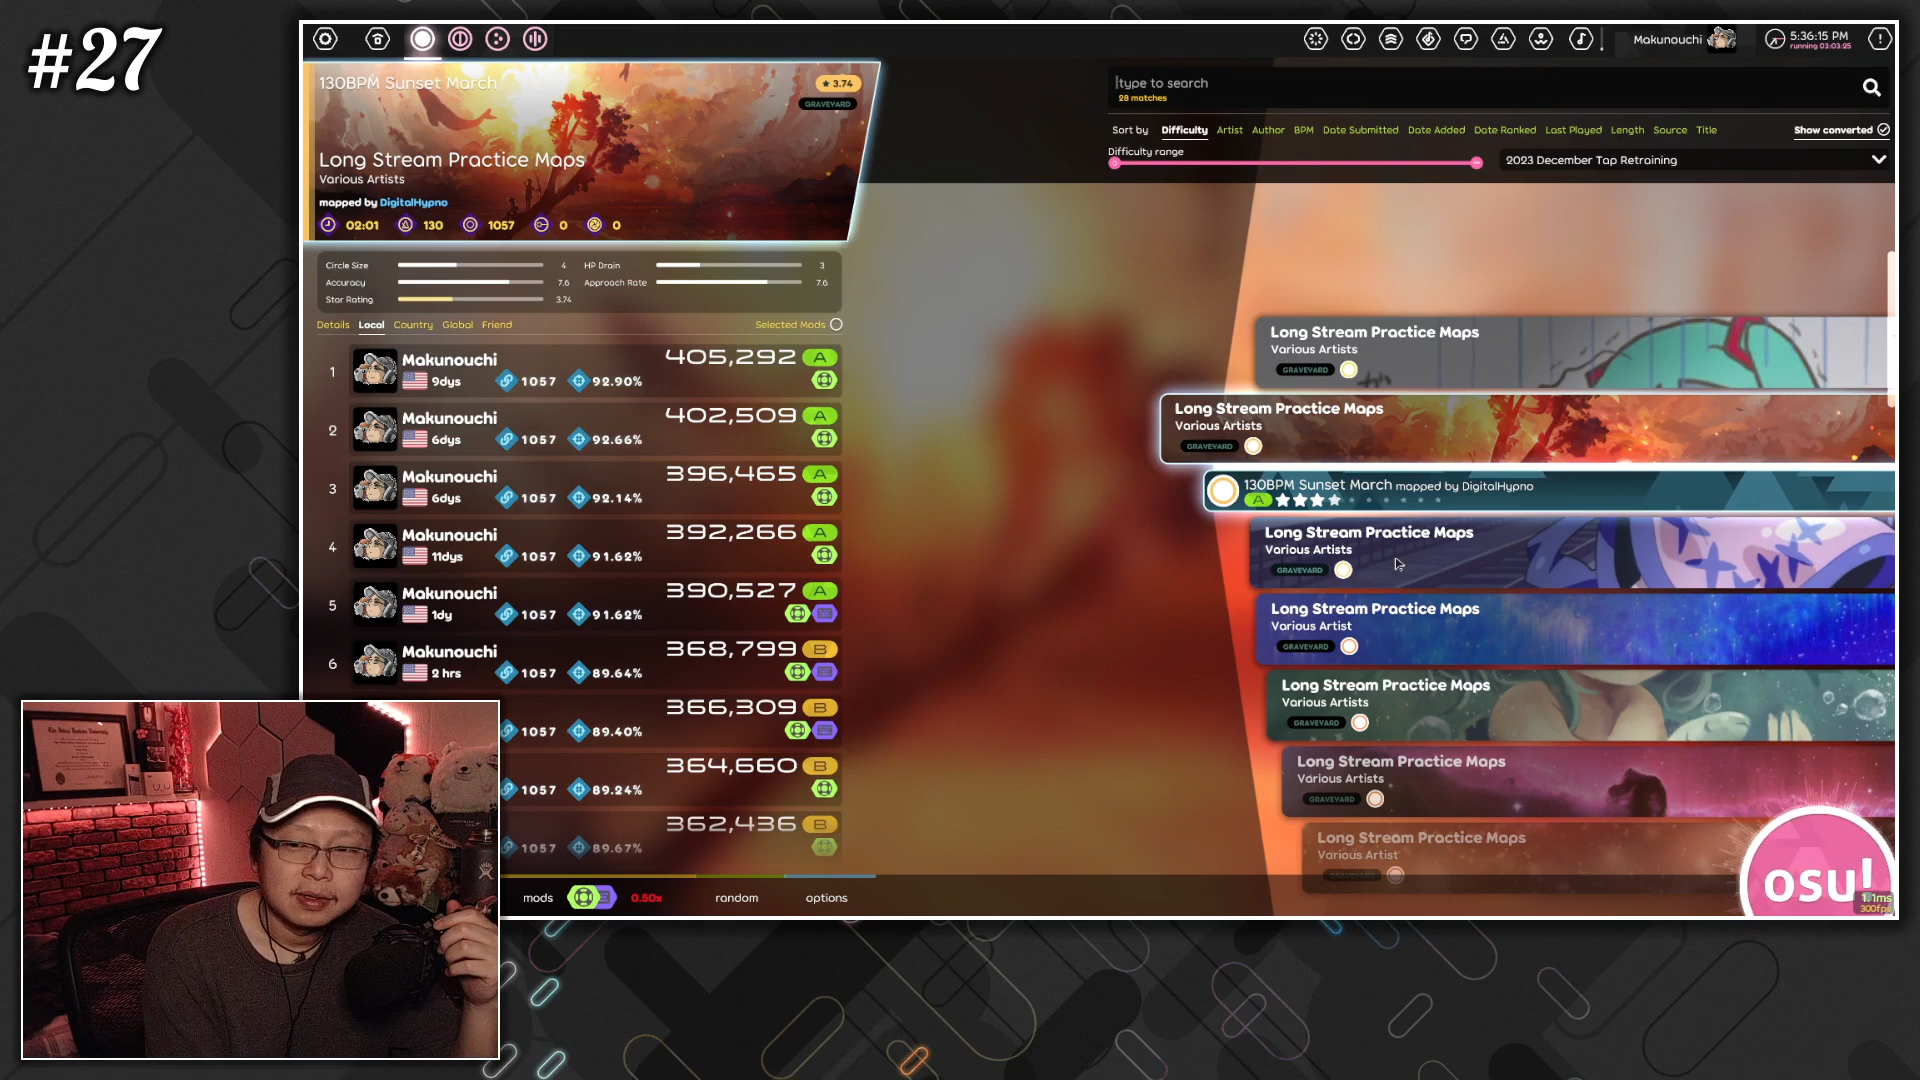 #27
Makunouchi
5:36:15 PM
running 03:03:25
130BPM Sunset March
★ 3.74
GRAVEYARD
Long Stream Practice Maps
Various Artists
mapped by DigitalHypno
02:01 130 1057 0 0
Circle Size 4 HP Drain 3
Accuracy 7.6 Approach Rate 7.6
Star Rating 3.74
Details Local Country Global Friend Selected Mods
1 Makunouchi 405,292 A
9dys 1057 92.90%
2 Makunouchi 402,509 A
6dys 1057 92.66%
3 Makunouchi 396,465 A
6dys 1057 92.14%
4 Makunouchi 392,266 A
11dys 1057 91.62%
5 Makunouchi 390,527 A
1dy 1057 91.62%
6 Makunouchi 368,799 B
2 hrs 1057 89.64%
366,309 B
1057 89.40%
364,660 B
1057 89.24%
362,436 B
1057 89.67%
mods 0.50x random options
type to search
28 matches
Sort by Difficulty Artist Author BPM Date Submitted Date Added Date Ranked Last Played Length Source Title Show converted
Difficulty range
2023 December Tap Retraining
Long Stream Practice Maps
Various Artists
GRAVEYARD
Long Stream Practice Maps
Various Artists
GRAVEYARD
130BPM Sunset March mapped by DigitalHypno
A
Long Stream Practice Maps
Various Artists
GRAVEYARD
Long Stream Practice Maps
Various Artist
GRAVEYARD
Long Stream Practice Maps
Various Artists
GRAVEYARD
Long Stream Practice Maps
Various Artists
GRAVEYARD
Long Stream Practice Maps
Various Artist
GRAVEYARD
osu!
1.1ms
300fps